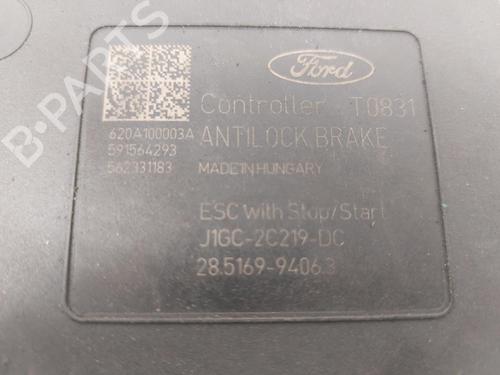 Ford
Controller T0831
620A100003A ANTILOCK BRAKE
591564293
562331183 MADE IN HUNGARY
ESC with Stop/Start
J1GC-2C219-DC
28.5169-9406.3
B-PARTS